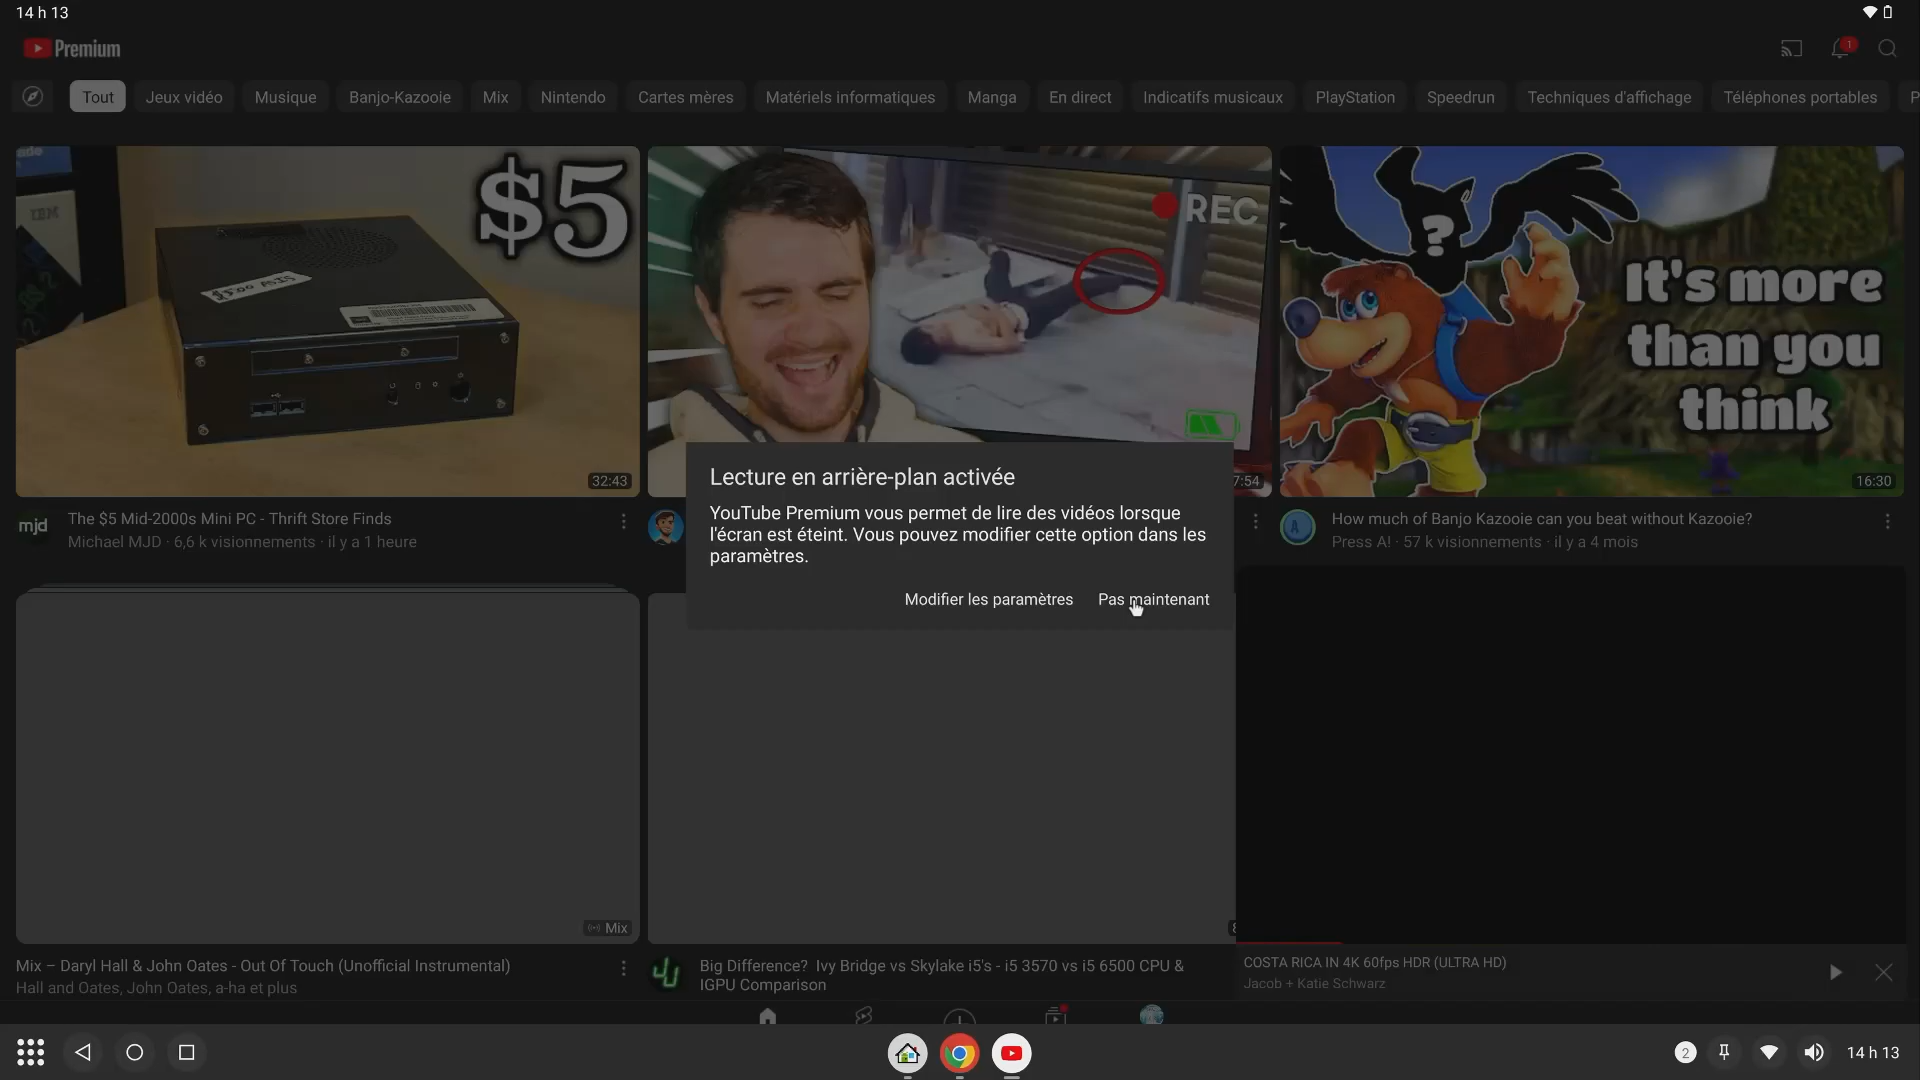 14 h 13
Premium
1
Tout
Jeux vidéo
Musique
Banjo-Kazooie
Mix
Nintendo
Cartes mères
Matériels informatiques
Manga
En direct
Indicatifs musicaux
PlayStation
Speedrun
Techniques d'affichage
Téléphones portables
P
IBM
$5
32:43
REC
7:54
?
It's more
than you
think
16:30
mjd
The $5 Mid-2000s Mini PC - Thrift Store Finds
Michael MJD · 6,6 k visionnements · il y a 1 heure
A
How much of Banjo Kazooie can you beat without Kazooie?
Press A! · 57 k visionnements · il y a 4 mois
Lecture en arrière-plan activée
YouTube Premium vous permet de lire des vidéos lorsque
l'écran est éteint. Vous pouvez modifier cette option dans les
paramètres.
Modifier les paramètres
Pas maintenant
Mix
Mix – Daryl Hall & John Oates - Out Of Touch (Unofficial Instrumental)
Hall and Oates, John Oates, a-ha et plus
Big Difference? Ivy Bridge vs Skylake i5's - i5 3570 vs i5 6500 CPU &
IGPU Comparison
COSTA RICA IN 4K 60fps HDR (ULTRA HD)
Jacob + Katie Schwarz
2
14 h 13